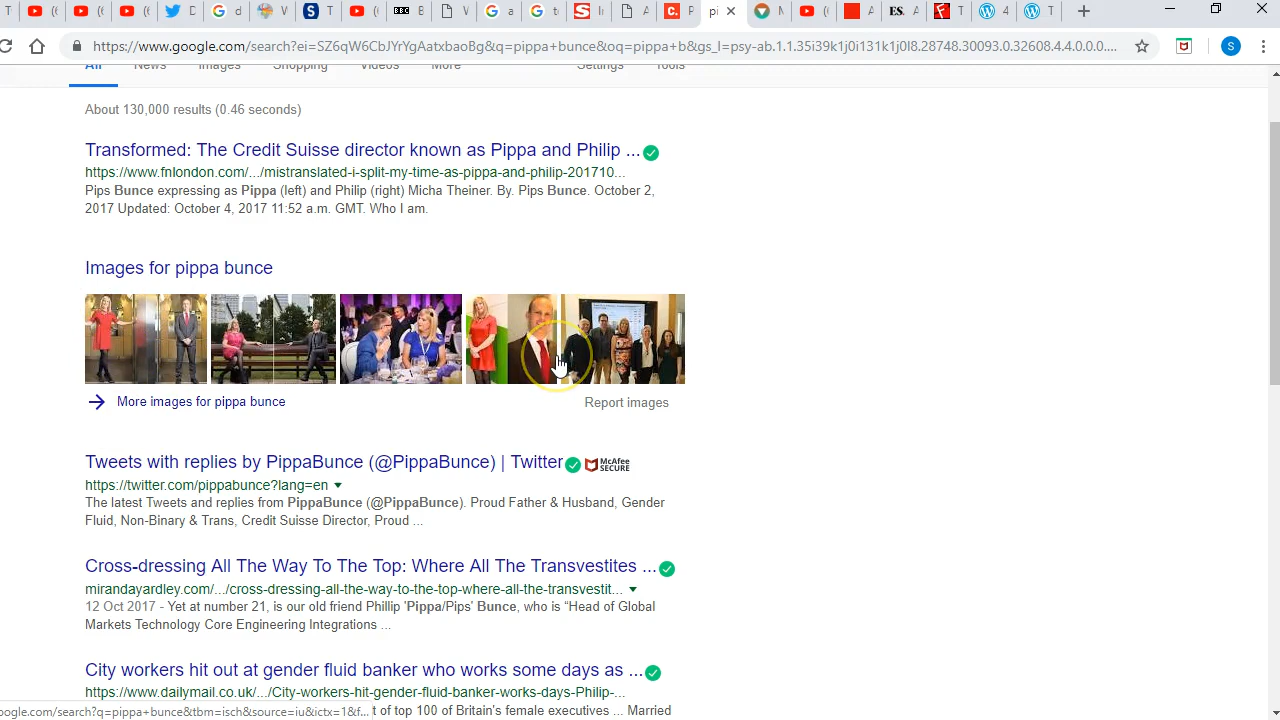 T
(6
(6
(6
D
d
W
T
(
B
W
a
t
Ir
A
P
pi
M
(
A
A
T
4
T
https://www.google.com/search?ei=SZ6qW6CbJYrYgAatxbaoBg&q=pippa+bunce&oq=pippa+b&gs_l=psy-ab.1.1.35i39k1j0i131k1j0l8.28748.30093.0.32608.4.4.0.0.0....
S
All News Images Shopping Videos More Settings Tools
About 130,000 results (0.46 seconds)
Transformed: The Credit Suisse director known as Pippa and Philip ...
https://www.fnlondon.com/.../mistranslated-i-split-my-time-as-pippa-and-philip-201710...
Pips Bunce expressing as Pippa (left) and Philip (right) Micha Theiner. By. Pips Bunce. October 2,
2017 Updated: October 4, 2017 11:52 a.m. GMT. Who I am.
Images for pippa bunce
More images for pippa bunce
Report images
Tweets with replies by PippaBunce (@PippaBunce) | Twitter
McAfee
SECURE
https://twitter.com/pippabunce?lang=en
The latest Tweets and replies from PippaBunce (@PippaBunce). Proud Father & Husband, Gender
Fluid, Non-Binary & Trans, Credit Suisse Director, Proud ...
Cross-dressing All The Way To The Top: Where All The Transvestites ...
mirandayardley.com/.../cross-dressing-all-the-way-to-the-top-where-all-the-transvestit...
12 Oct 2017 - Yet at number 21, is our old friend Phillip 'Pippa/Pips' Bunce, who is “Head of Global
Markets Technology Core Engineering Integrations ...
City workers hit out at gender fluid banker who works some days as ...
https://www.dailymail.co.uk/.../City-workers-hit-gender-fluid-banker-works-days-Philip-...
oogle.com/search?q=pippa+bunce&tbm=isch&source=iu&ictx=1&f...
t of top 100 of Britain's female executives ... Married